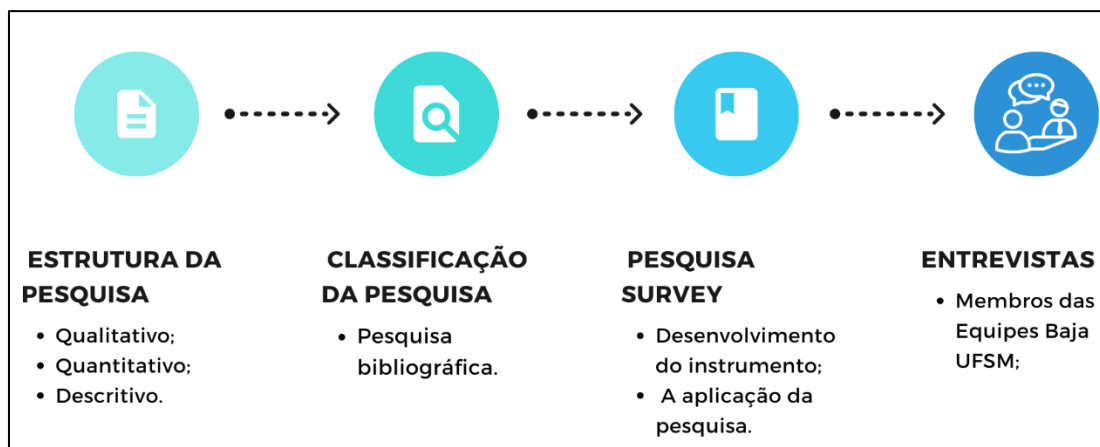 ESTRUTURA DA
PESQUISA
• Qualitativo;
• Quantitativo;
• Descritivo.
CLASSIFICAÇÃO
DA PESQUISA
• Pesquisa
bibliográfica.
PESQUISA
SURVEY
• Desenvolvimento
do instrumento;
• A aplicação da
pesquisa.
ENTREVISTAS
• Membros das
Equipes Baja
UFSM;